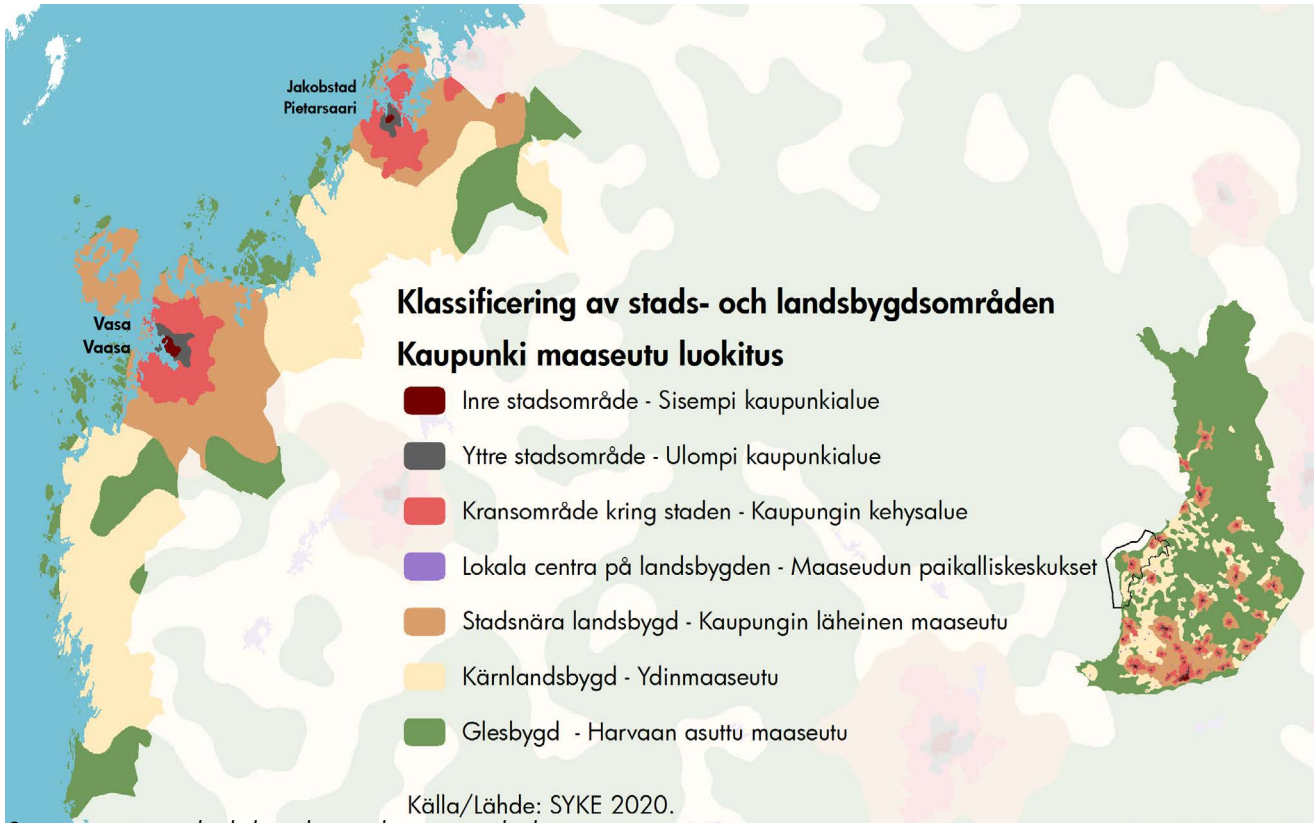 Jakobstad
Pietarsaari
Vasa
Vaasa
Klassificering av stads- och landsbygdsområden
Kaupunki maaseutu luokitus
Inre stadsområde - Sisempi kaupunkialue
Yttre stadsområde - Ulompi kaupunkialue
Kransområde kring staden - Kaupungin kehysalue
Lokala centra på landsbygden - Maaseudun paikalliskeskukset
Stadsnära landsbygd - Kaupungin läheinen maaseutu
Kärnlandsbygd - Ydinmaaseutu
Glesbygd - Harvaan asuttu maaseutu
Källa/Lähde: SYKE 2020.